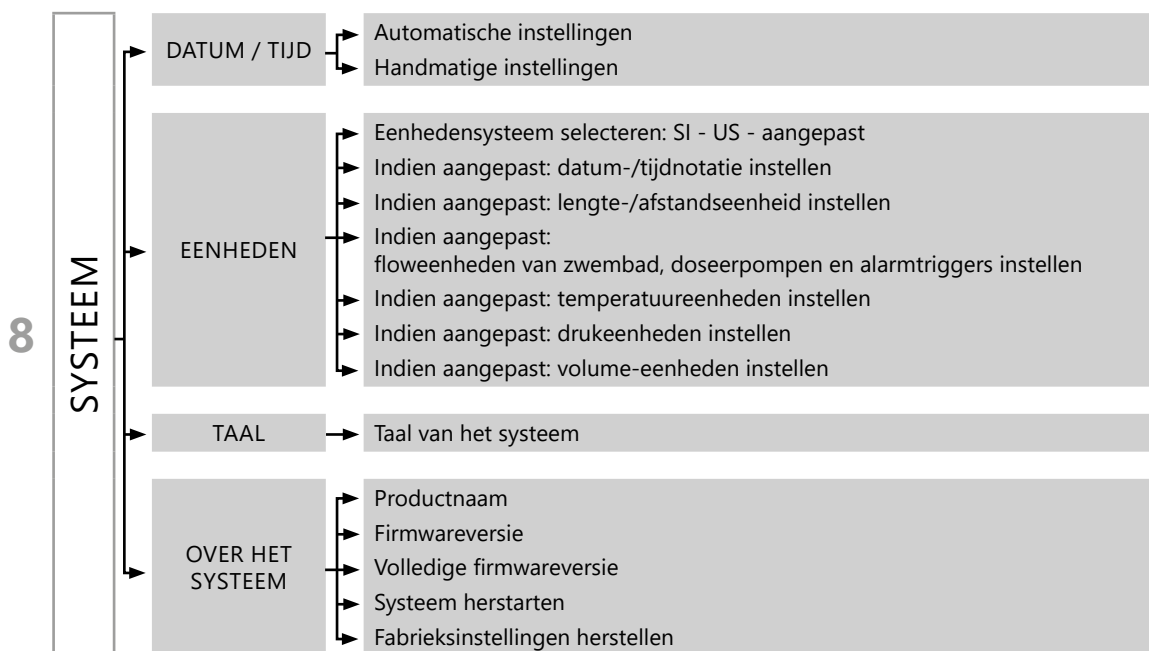 8
SYSTEEM
DATUM / TIJD
Automatische instellingen
Handmatige instellingen
EENHEDEN
Eenhedensysteem selecteren: SI - US - aangepast
Indien aangepast: datum-/tijdnotatie instellen
Indien aangepast: lengte-/afstandseenheid instellen
Indien aangepast:
floweenheden van zwembad, doseerpompen en alarmtriggers instellen
Indien aangepast: temperatuureenheden instellen
Indien aangepast: drukeenheden instellen
Indien aangepast: volume-eenheden instellen
TAAL
Taal van het systeem
OVER HET
SYSTEEM
Productnaam
Firmwareversie
Volledige firmwareversie
Systeem herstarten
Fabrieksinstellingen herstellen